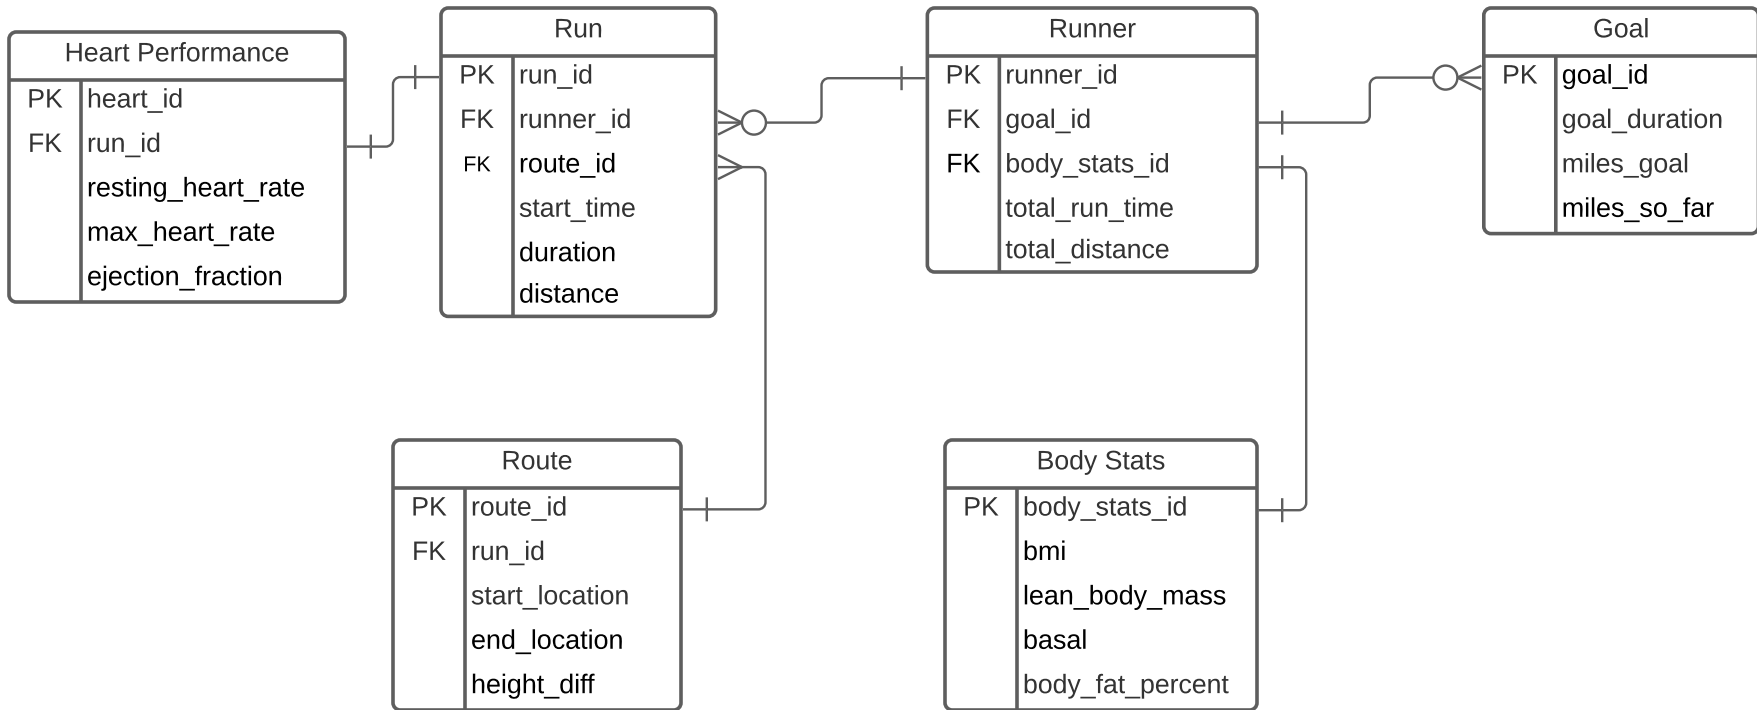 Heart Performance
PK heart_id
FK run_id
resting_heart_rate
max_heart_rate
ejection_fraction
Run
PK run_id
FK runner_id
FK route_id
start_time
duration
distance
Runner
PK runner_id
FK goal_id
FK body_stats_id
total_run_time
total_distance
Goal
PK goal_id
goal_duration
miles_goal
miles_so_far
Route
PK route_id
FK run_id
start_location
end_location
height_diff
Body Stats
PK body_stats_id
bmi
lean_body_mass
basal
body_fat_percent